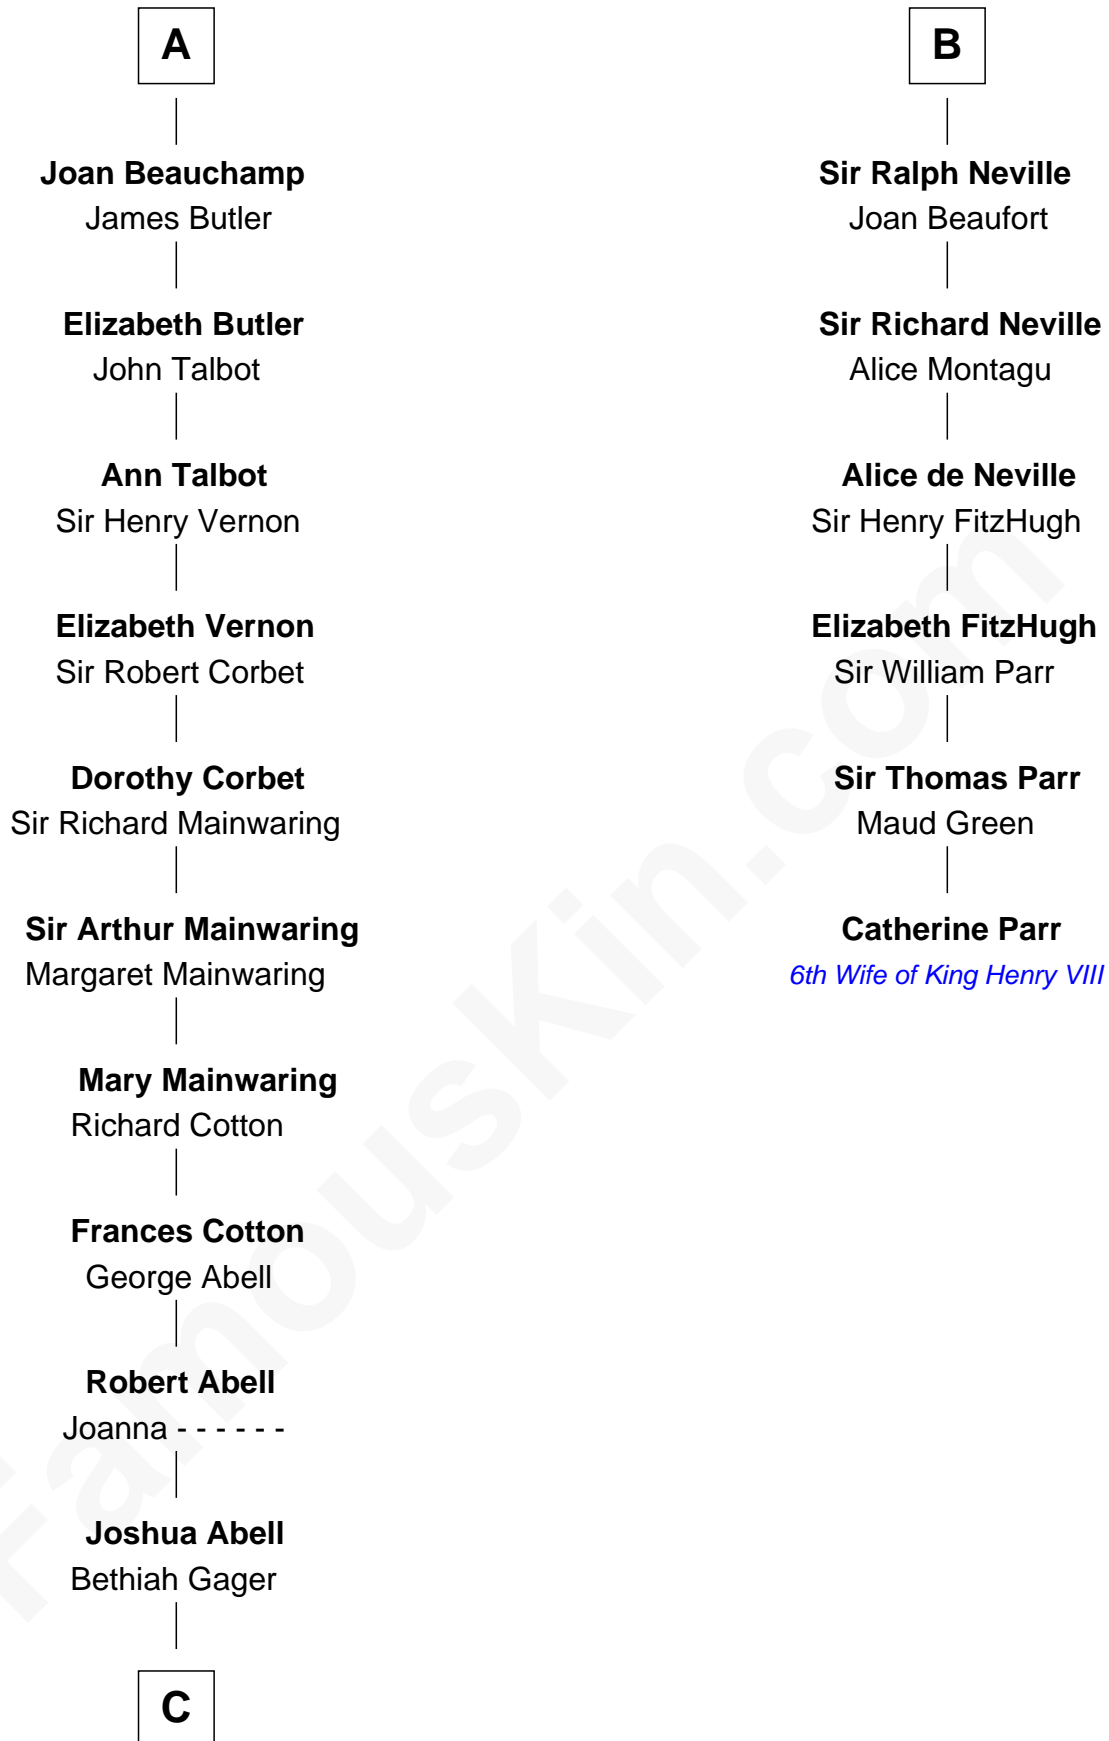 A
Joan Beauchamp
James Butler
Elizabeth Butler
John Talbot
Ann Talbot
Sir Henry Vernon
Elizabeth Vernon
Sir Robert Corbet
Dorothy Corbet
Sir Richard Mainwaring
Sir Arthur Mainwaring
Margaret Mainwaring
Mary Mainwaring
Richard Cotton
Frances Cotton
George Abell
Robert Abell
Joanna - - - - - -
Joshua Abell
Bethiah Gager
C
B
Sir Ralph Neville
Joan Beaufort
Sir Richard Neville
Alice Montagu
Alice de Neville
Sir Henry FitzHugh
Elizabeth FitzHugh
Sir William Parr
Sir Thomas Parr
Maud Green
Catherine Parr
6th Wife of King Henry VIII
FamousKin.com